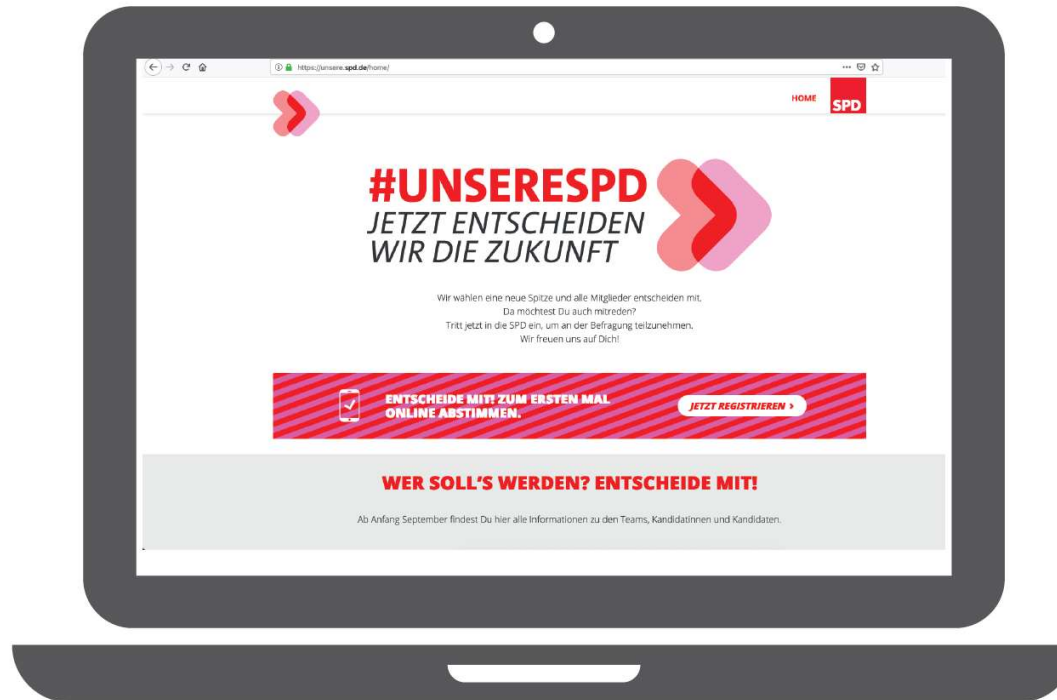 https://unsere.spd.de/home/
HOME
SPD
#UNSERESPD
JETZT ENTSCHEIDEN
WIR DIE ZUKUNFT
Wir wählen eine neue Spitze und alle Mitglieder entscheiden mit.
Da möchtest Du auch mitreden?
Tritt jetzt in die SPD ein, um an der Befragung teilzunehmen.
Wir freuen uns auf Dich!
ENTSCHEIDE MIT! ZUM ERSTEN MAL
ONLINE ABSTIMMEN.
JETZT REGISTRIEREN >
WER SOLL'S WERDEN? ENTSCHEIDE MIT!
Ab Anfang September findest Du hier alle Informationen zu den Teams, Kandidatinnen und Kandidaten.